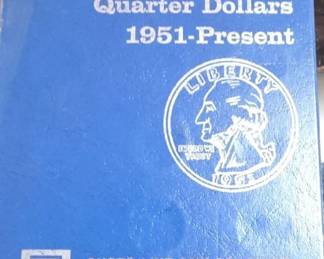 Quarter Dollars
1951-Present
LIBERTY
IN GOD WE
TRUST